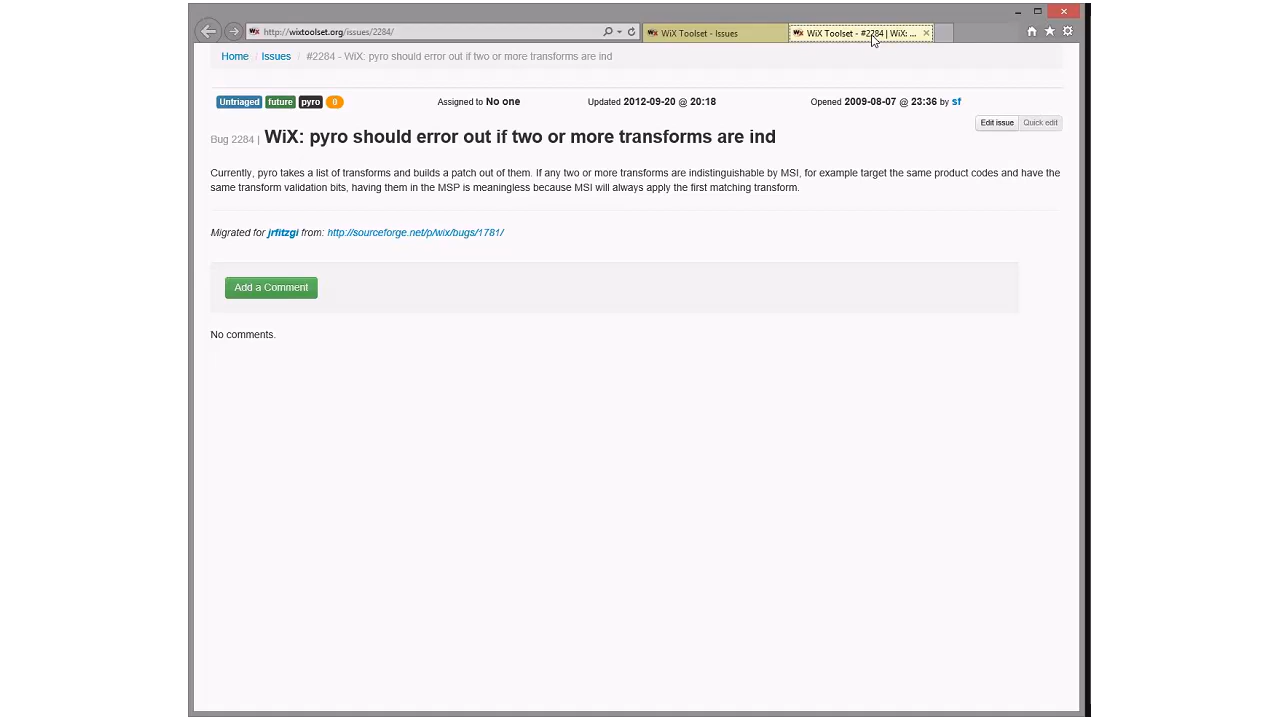 http://wixtoolset.org/issues/2284/
WiX Toolset - Issues
WiX Toolset - #2284 | WiX: ...
Home / Issues / #2284 - WiX: pyro should error out if two or more transforms are ind
Untriaged future pyro 0
Assigned to No one
Updated 2012-09-20 @ 20:18
Opened 2009-08-07 @ 23:36 by sf
Edit issue Quick edit
Bug 2284 | WiX: pyro should error out if two or more transforms are ind
Currently, pyro takes a list of transforms and builds a patch out of them. If any two or more transforms are indistinguishable by MSI, for example target the same product codes and have the
same transform validation bits, having them in the MSP is meaningless because MSI will always apply the first matching transform.
Migrated for jrfitzgi from: http://sourceforge.net/p/wix/bugs/1781/
Add a Comment
No comments.